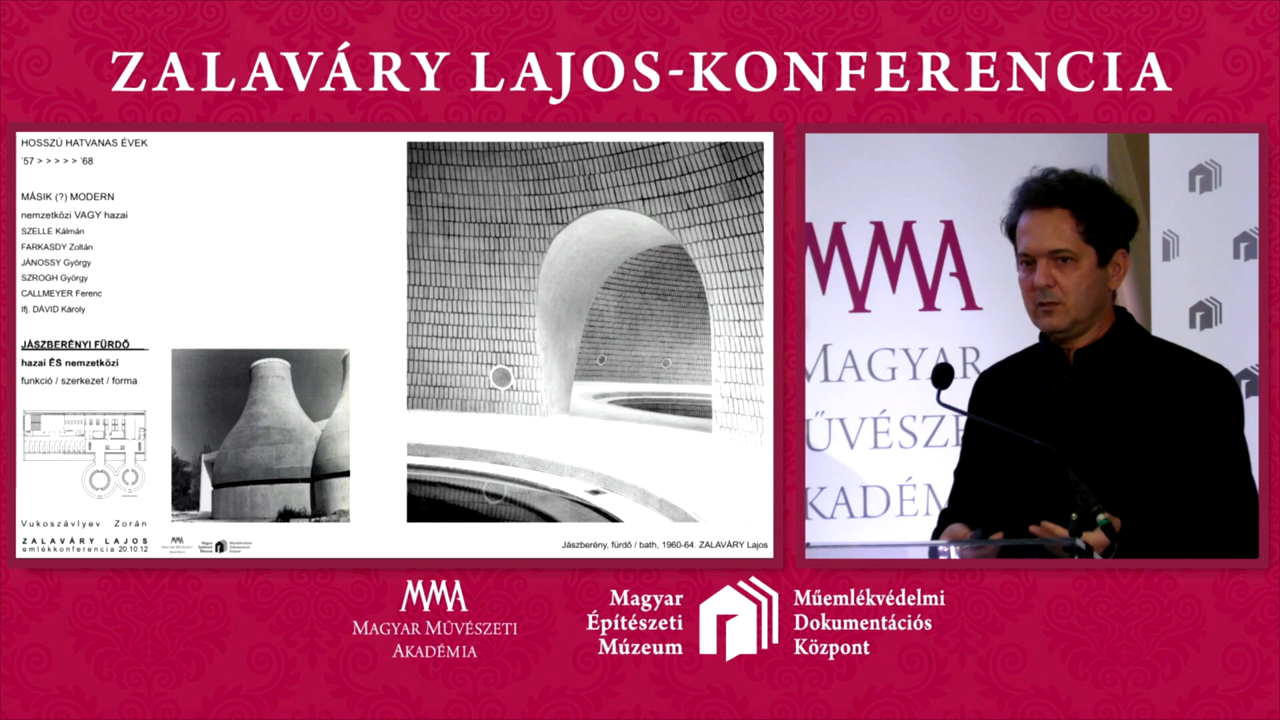 ZALAVÁRY LAJOS-KONFERENCIA
HOSSZÚ HATVANAS ÉVEK
'57 > > > > > '68
MÁSIK (?) MODERN
nemzetközi VAGY hazai
SZELLE Kálmán
FARKASDY Zoltán
JÁNOSSY György
SZROGH György
CALLMEYER Ferenc
Ifj. DÁVID Károly
JÁSZBERÉNYI FÜRDŐ
hazai ÉS nemzetközi
funkció / szerkezet / forma
Vukoszávlyev Zorán
ZALAVÁRY LAJOS
emlékkonferencia 20.10.12
MMA
Jászberény, fürdő / bath, 1960-64. ZALAVÁRY Lajos
MMA
MAGYAR
ŰVÉSZE
KADÉM
MMA
MAGYAR MŰVÉSZETI
AKADÉMIA
Magyar
Építészeti
Múzeum
Műemlékvédelmi
Dokumentációs
Központ